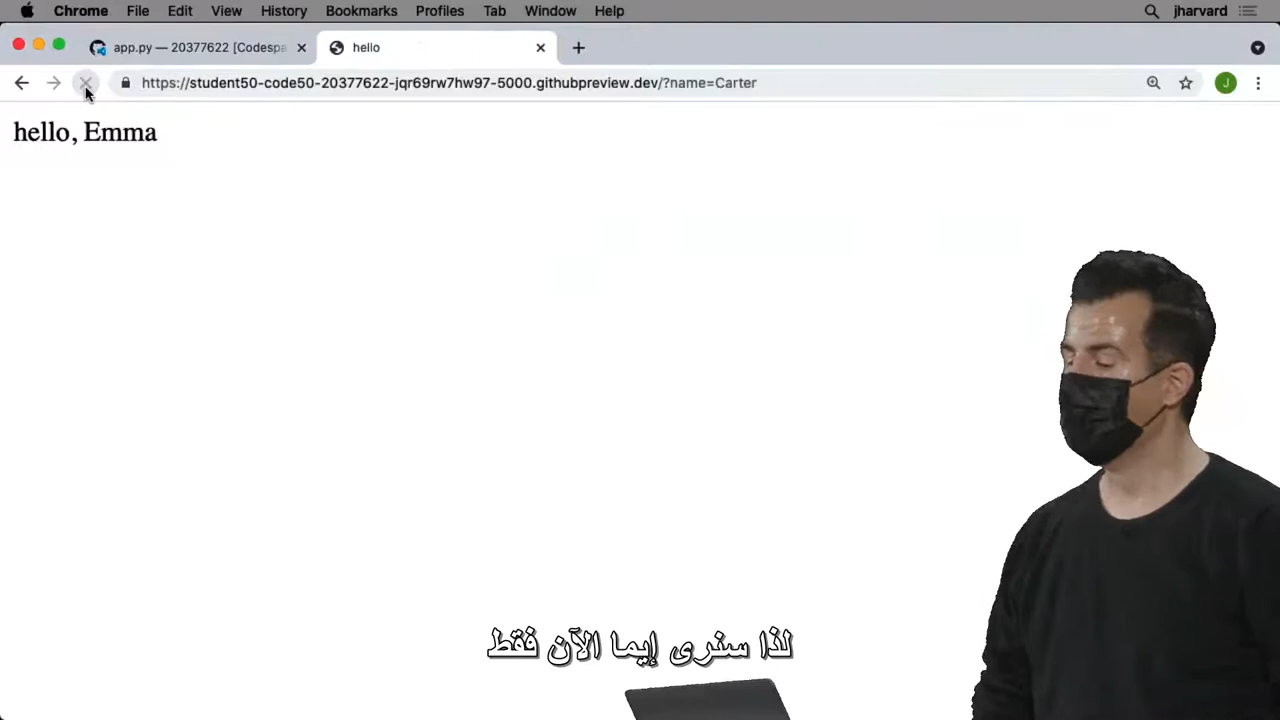 Chrome File Edit View History Bookmarks Profiles Tab Window Help jharvard
app.py — 20377622 [Codespa hello
https://student50-code50-20377622-jqr69rw7hw97-5000.githubpreview.dev/?name=Carter J
hello, Emma
لذا سنرى إيما الآن فقط